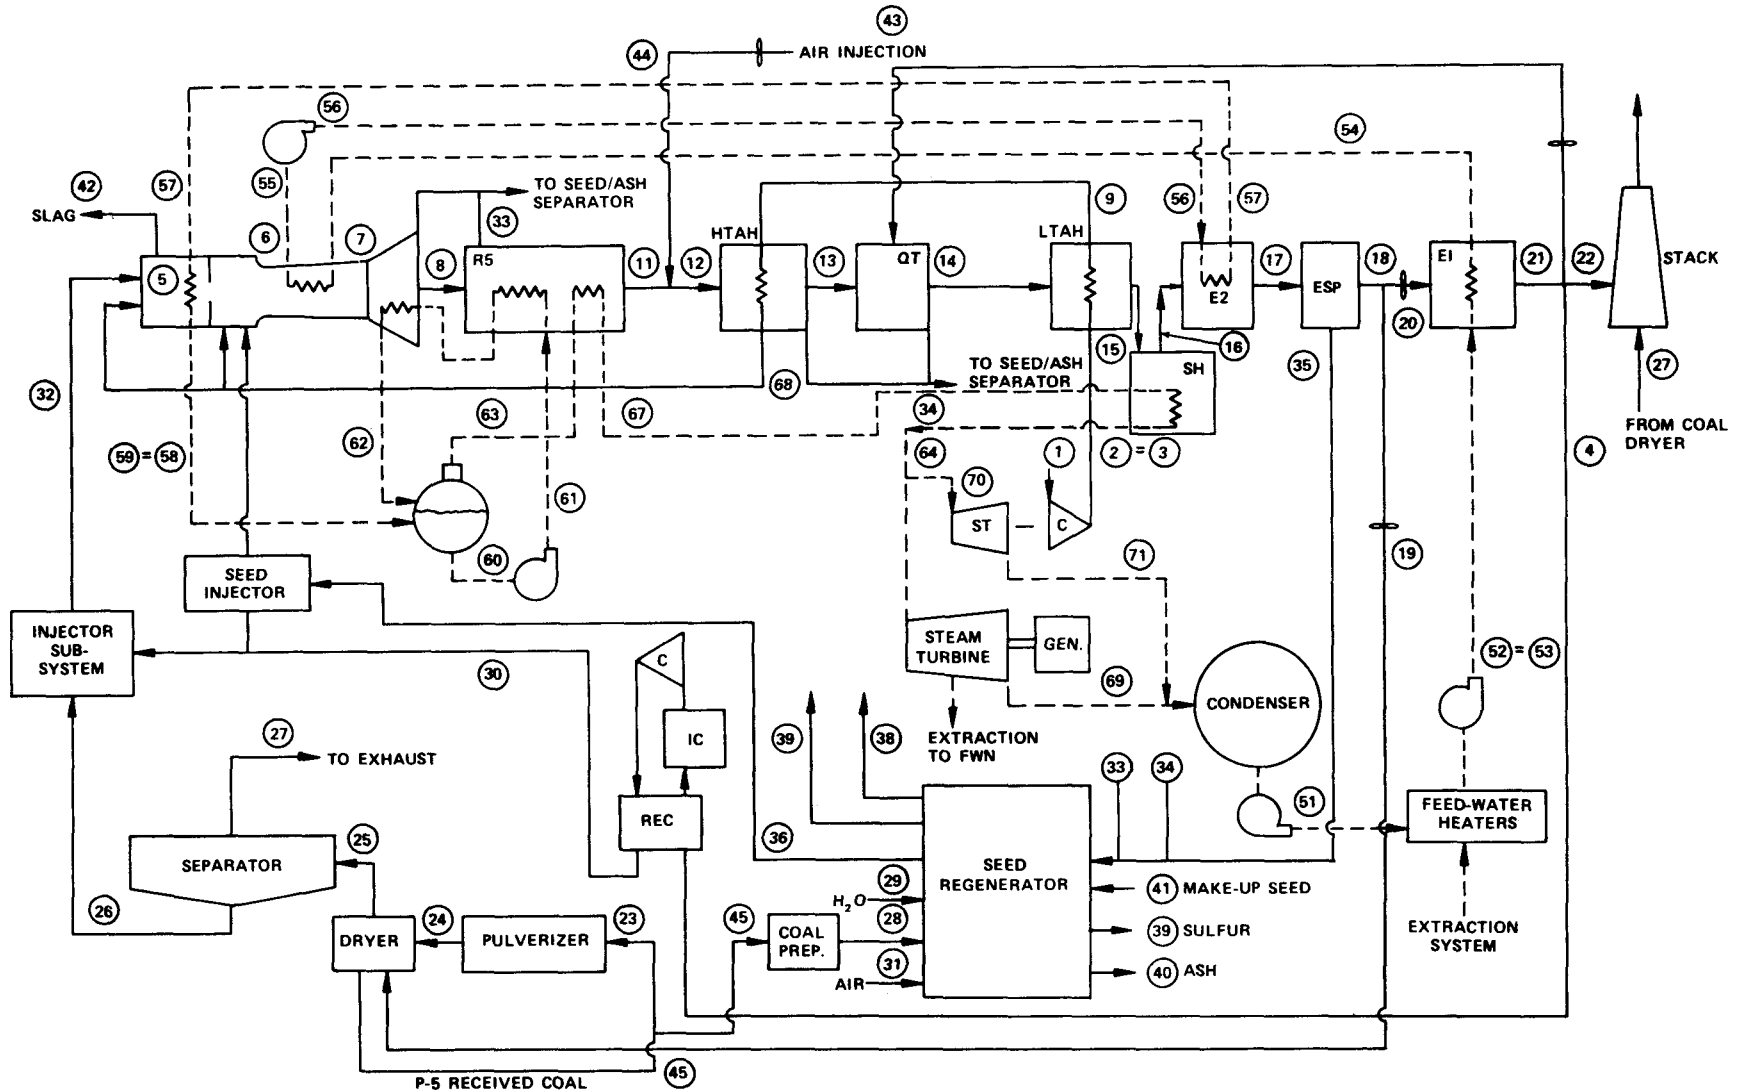 43
44
AIR INJECTION
56
54
42
57
55
TO SEED/ASH
SEPARATOR
9
56
57
SLAG
6
7
33
HTAH
LTAH
5
8
R5
11
12
13
QT
14
E2
17
ESP
18
E1
21
22
STACK
20
15
16
SH
32
68
TO SEED/ASH
SEPARATOR
35
27
63
67
34
FROM COAL
DRYER
59 = 58
62
64
1
2 = 3
4
61
70
ST
C
60
71
19
SEED
INJECTOR
INJECTOR
SUB-
SYSTEM
C
STEAM
TURBINE
GEN.
52 = 53
30
69
CONDENSER
27
TO EXHAUST
IC
39
38
EXTRACTION
TO FWN
33
34
REC
51
FEED-WATER
HEATERS
25
36
SEPARATOR
SEED
REGENERATOR
29
H2O
41 MAKE-UP SEED
26
24
23
45
28
DRYER
PULVERIZER
COAL
PREP.
39 SULFUR
EXTRACTION
SYSTEM
31
AIR
40 ASH
45
P-5 RECEIVED COAL